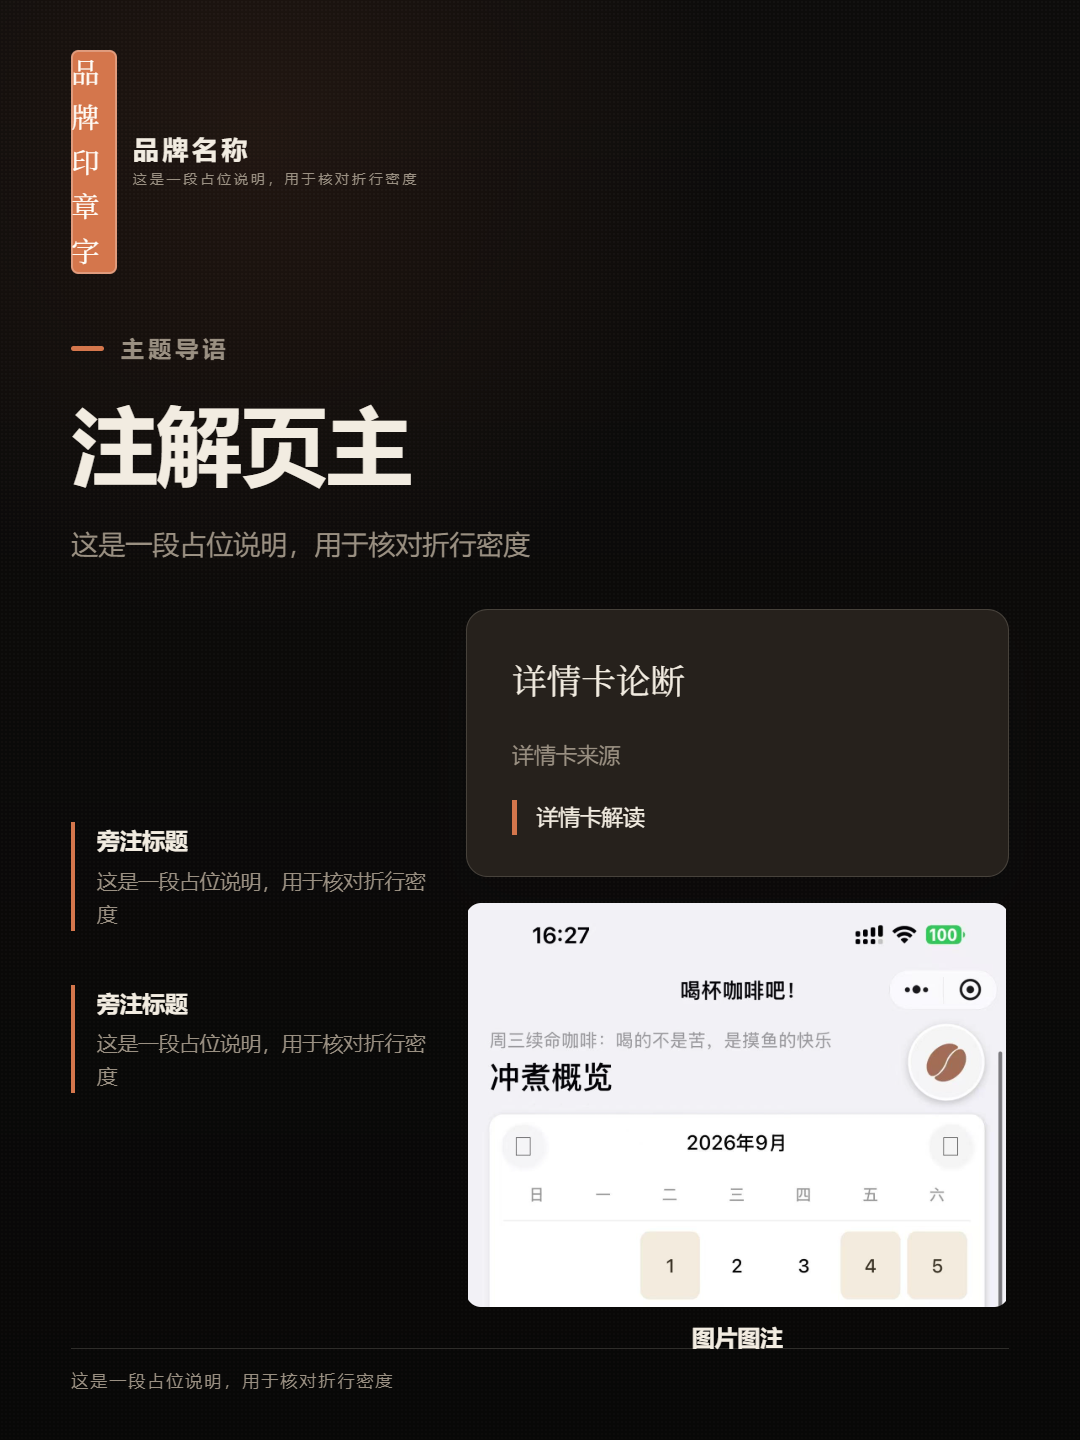 品
牌
印
章
字
品牌名称
这是一段占位说明，用于核对折行密度
主题导语
注解页主
这是一段占位说明，用于核对折行密度
详情卡论断
详情卡来源
详情卡解读
旁注标题
这是一段占位说明，用于核对折行密
度
旁注标题
这是一段占位说明，用于核对折行密
度
16:27
100
喝杯咖啡吧！
周三续命咖啡：喝的不是苦，是摸鱼的快乐
冲煮概览
2026年9月
日 一 二 三 四 五 六
1 2 3 4 5
图片图注
这是一段占位说明，用于核对折行密度